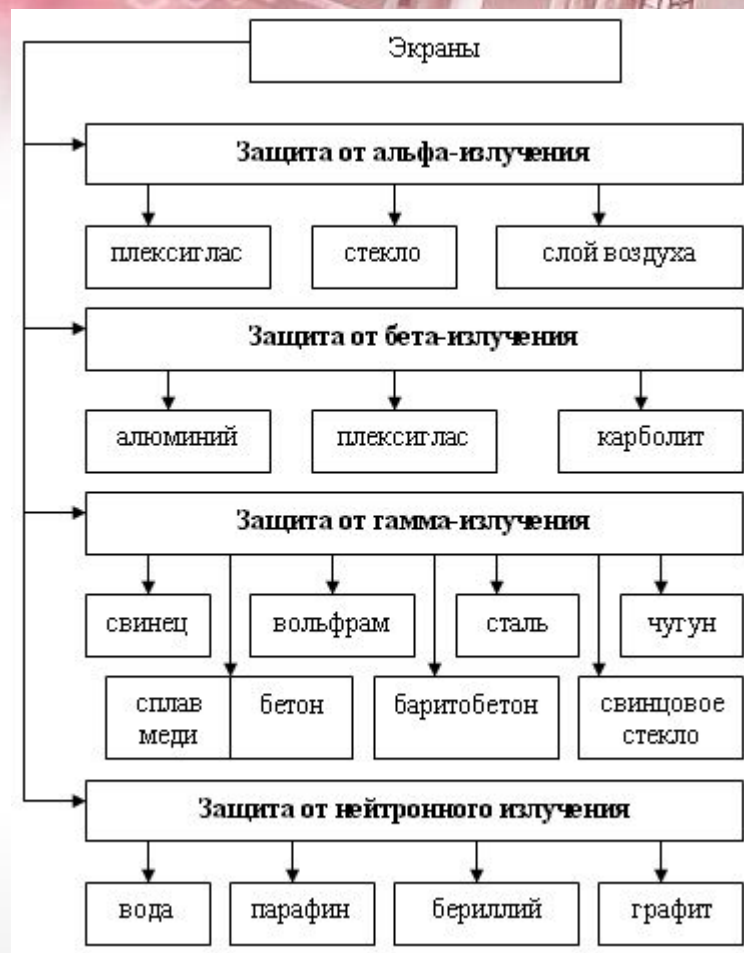 Экраны
Защита от альфа-излучения
плексиглас стекло слой воздуха
Защита от бета-излучения
алюминий плексиглас карболит
Защита от гамма-излучения
свинец вольфрам сталь чугун
сплав
меди
бетон
баритобетон
свинцовое
стекло
Защита от нейтронного излучения
вода парафин бериллий графит